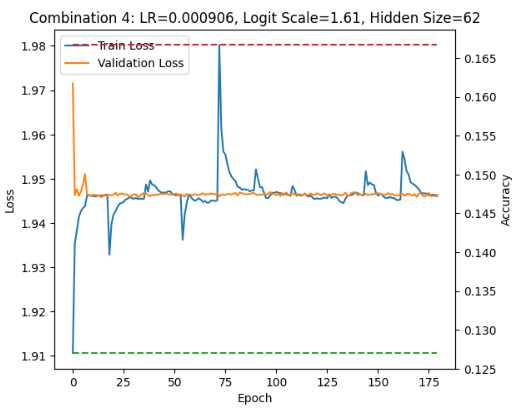 Combination 4: LR=0.000906, Logit Scale=1.61, Hidden Size=62
Train Loss
Validation Loss
Loss
1.98
1.97
1.96
1.95
1.94
1.93
1.92
1.91
0.165
0.160
0.155
0.150
0.145
0.140
0.135
0.130
0.125
Accuracy
0 25 50 75 100 125 150 175
Epoch